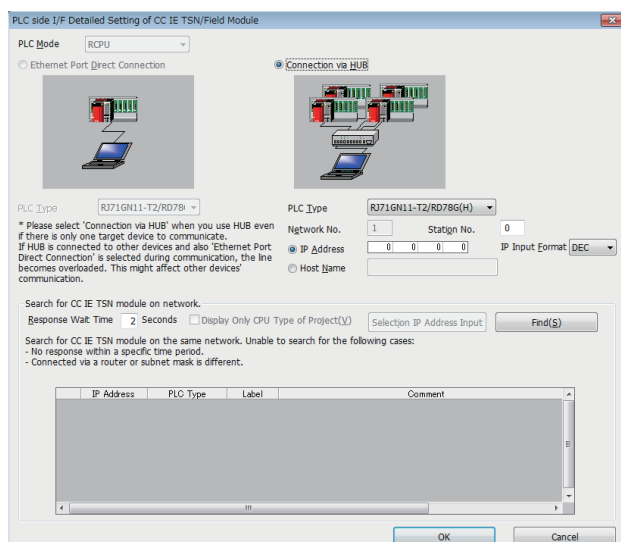 PLC side I/F Detailed Setting of CC IE TSN/Field Module
PLC Mode RCPU
Ethernet Port Direct Connection Connection via HUB
PLC Type RJ71GN11-T2/RD78 PLC Type RJ71GN11-T2/RD78G(H)
* Please select 'Connection via HUB' when you use HUB even
if there is only one target device to communicate.
If HUB is connected to other devices and also 'Ethernet Port
Direct Connection' is selected during communication, the line
becomes overloaded. This might affect other devices'
communication.
Network No. 1 Station No. 0
IP Address 0 0 0 0 IP Input Format DEC
Host Name
Search for CC IE TSN module on network.
Response Wait Time 2 Seconds Display Only CPU Type of Project(V) Selection IP Address Input Find(S)
Search for CC IE TSN module on the same network. Unable to search for the following cases:
- No response within a specific time period.
- Connected via a router or subnet mask is different.
IP Address PLC Type Label Comment
OK Cancel